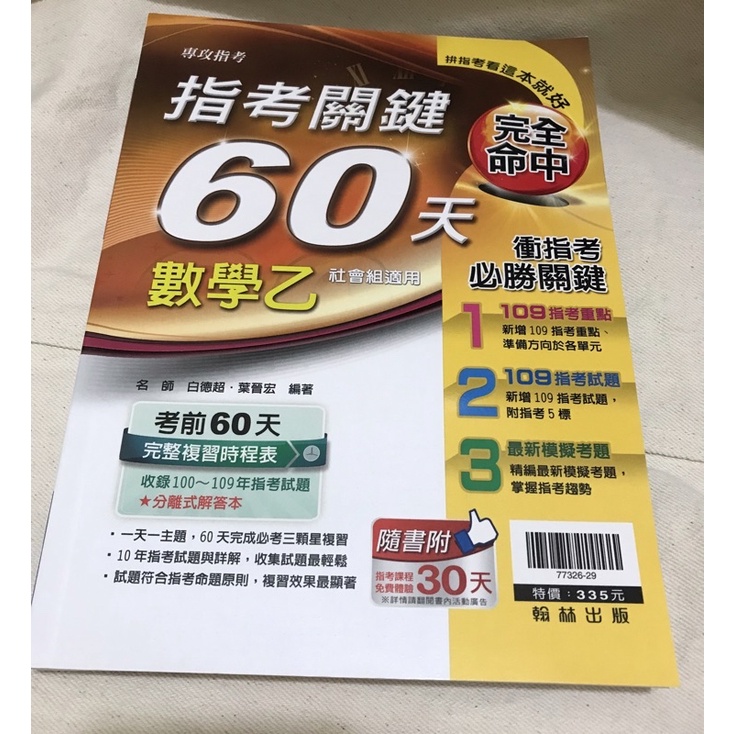 專攻指考
指考關鍵
60天
數學乙 社會組適用
拚指考看這本就好
完全
命中
衝指考
必勝關鍵
1 109指考重點
新增109指考重點、
準備方向於各單元
2 109指考試題
新增109指考試題，
附指考5標
3 最新模擬考題
精編最新模擬考題，
掌握指考趨勢
名師 白德超·葉晉宏 編著
考前60天
完整複習時程表
收錄100～109年指考試題
★分離式解答本
·一天一主題，60天完成必考三顆星複習
·10年指考試題與詳解，收集試題最輕鬆
·試題符合指考命題原則，複習效果最顯著
隨書附
指考課程
免費體驗 30天
※詳情請翻閱書內活動廣告
77326-29
特價：335元
翰林出版